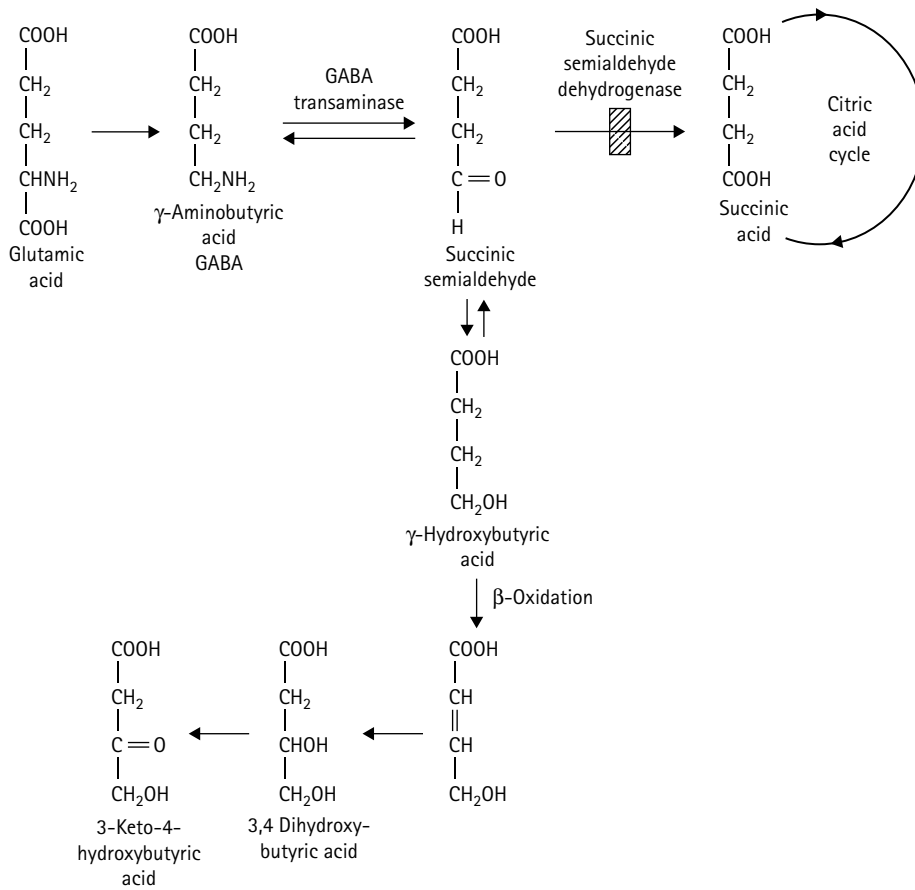 COOH
CH2
CH2
CHNH2
COOH
Glutamic
acid
COOH
CH2
CH2
CH2NH2
γ-Aminobutyric
acid
GABA
GABA
transaminase
COOH
CH2
CH2
C=O
H
Succinic
semialdehyde
Succinic
semialdehyde
dehydrogenase
COOH
CH2
CH2
COOH
Succinic
acid
Citric
acid
cycle
COOH
CH2
CH2
CH2OH
γ-Hydroxybutyric
acid
β-Oxidation
COOH
CH
CH
CH2OH
COOH
CH2
CHOH
CH2OH
3,4 Dihydroxy-
butyric acid
COOH
CH2
C=O
CH2OH
3-Keto-4-
hydroxybutyric
acid